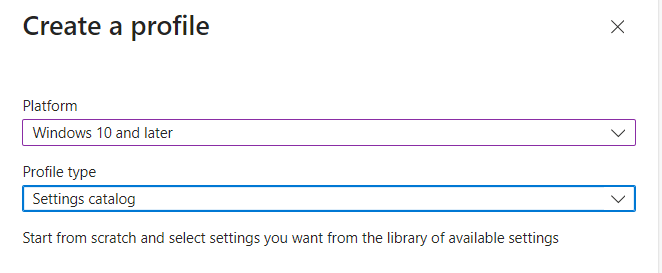 Create a profile
Platform
Windows 10 and later
Profile type
Settings catalog
Start from scratch and select settings you want from the library of available settings